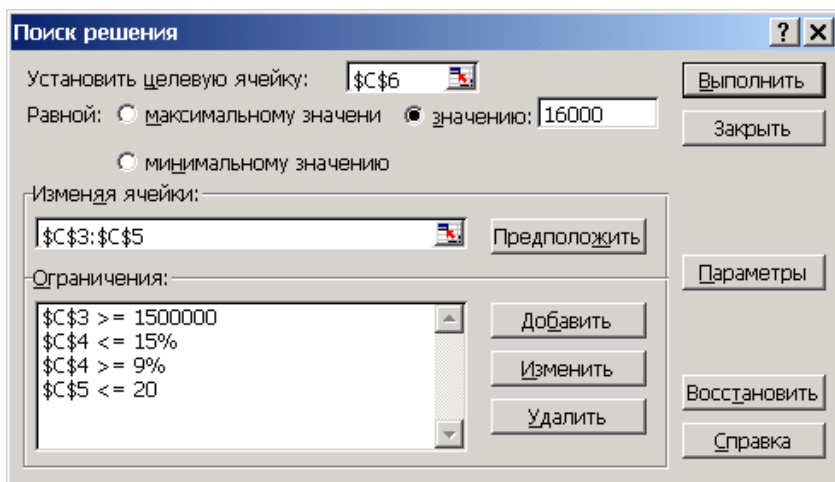 Поиск решения
Установить целевую ячейку: $C$6
Выполнить
Равной: максимальному значени значению: 16000
Закрыть
минимальному значению
Изменяя ячейки:
$C$3:$C$5
Предположить
Ограничения:
Параметры
$C$3 >= 1500000
$C$4 <= 15%
$C$4 >= 9%
$C$5 <= 20
Добавить
Изменить
Удалить
Восстановить
Справка